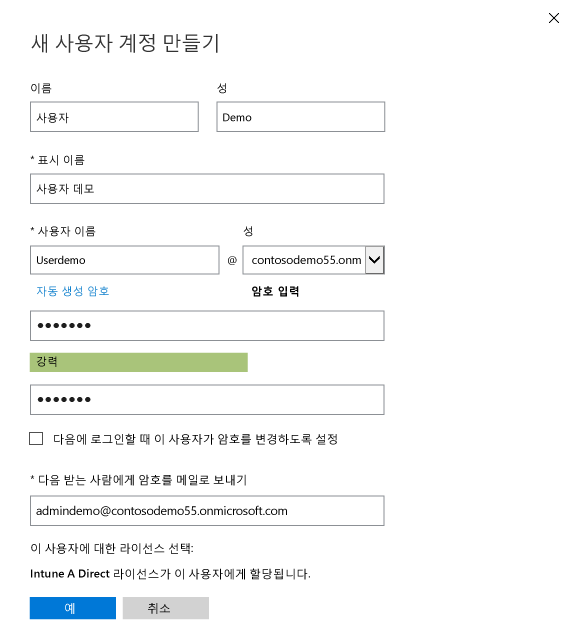 새 사용자 계정 만들기
이름 성
사용자 Demo
* 표시 이름
사용자 데모
* 사용자 이름 성
Userdemo @ contosodemo55.onm
자동 생성 암호 암호 입력
●●●●●●●
강력
●●●●●●●
다음에 로그인할 때 이 사용자가 암호를 변경하도록 설정
* 다음 받는 사람에게 암호를 메일로 보내기
admindemo@contosodemo55.onmicrosoft.com
이 사용자에 대한 라이선스 선택:
Intune A Direct 라이선스가 이 사용자에게 할당됩니다.
예 취소